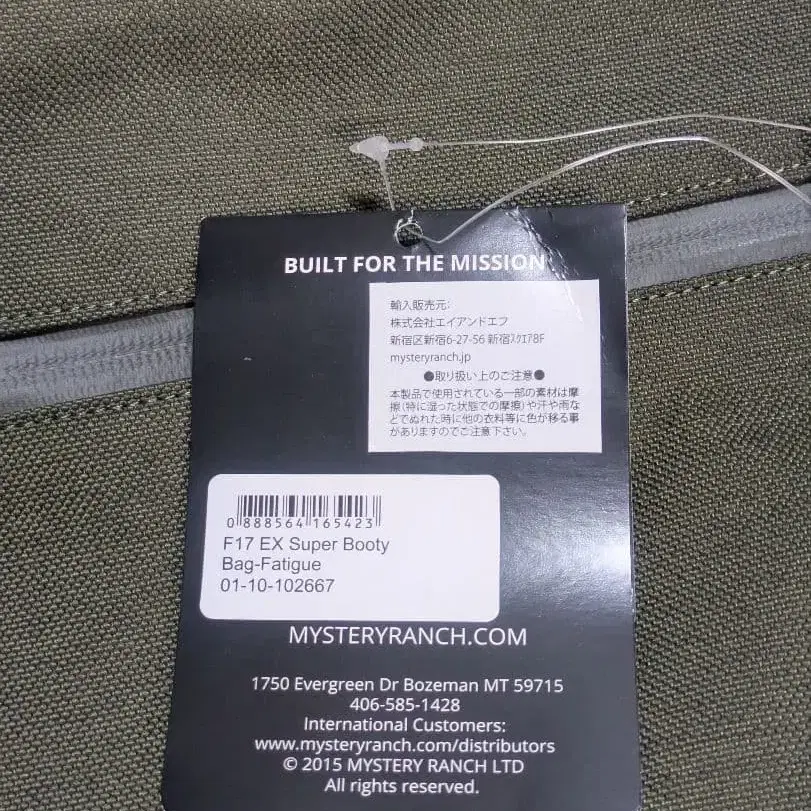 BUILT FOR THE MISSION
輸入販売元:
株式会社エイアンドエフ
新宿区新宿6-27-56 新宿ｽｸｴｱ8F
mysteryranch.jp
●取り扱い上のご注意●
本製品で使用されている一部の素材は摩
擦(特に湿った状態での摩擦)や汗や雨な
どでぬれた時に他の衣料等に色が移る事
がありますのでご注意下さい。
0 888564 165423
F17 EX Super Booty
Bag-Fatigue
01-10-102667
MYSTERYRANCH.COM
1750 Evergreen Dr Bozeman MT 59715
406-585-1428
International Customers:
www.mysteryranch.com/distributors
© 2015 MYSTERY RANCH LTD
All rights reserved.